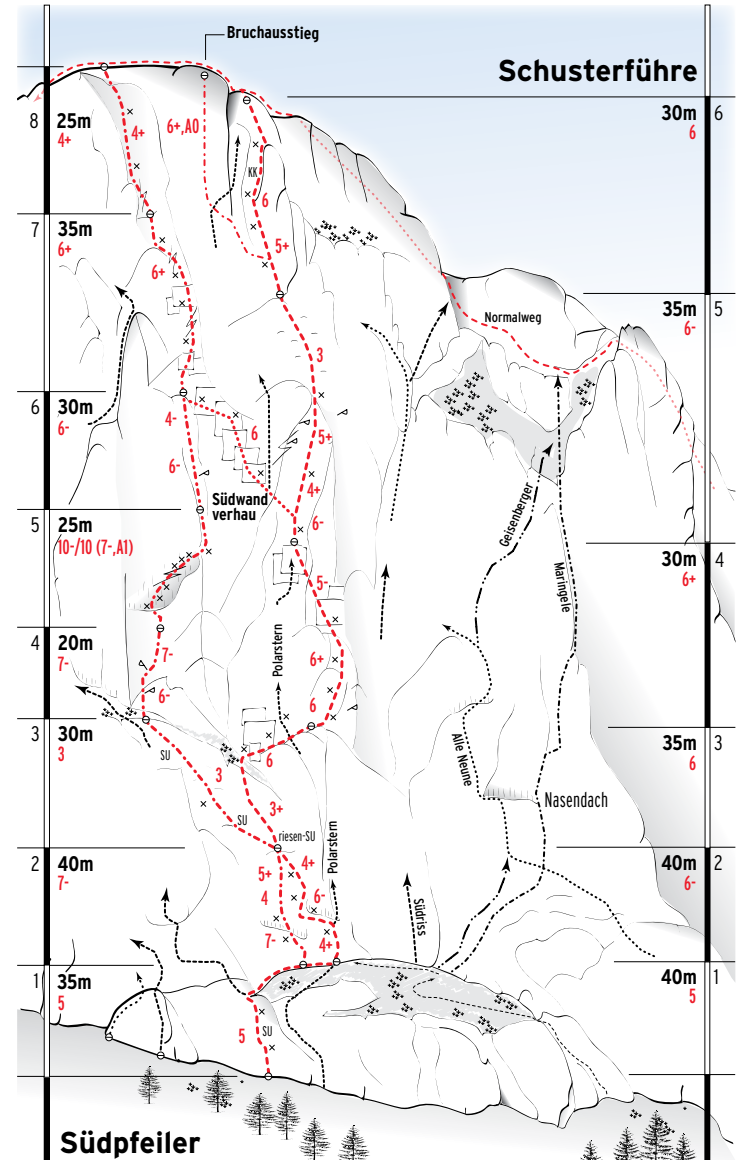 Bruchausstieg
Schusterführe
8
25m
4+
4+
6+,A0
KK
6
5+
30m
6
6
7
35m
6+
6+
3
Normalweg
35m
6-
5
6
30m
6-
4-
6-
6
5+
4+
6-
Südwand
verhau
Geisenberger
Maringele
5
25m
10-/10 (7-,A1)
5-
30m
6+
4
4
20m
7-
7-
6-
Polarstern
6+
6
3
30m
3
SU
3
6
3+
SU
riesen-SU
Alle Neune
Nasendach
35m
6
3
2
40m
7-
5+
4
7-
4+
6-
4+
Polarstern
Südriss
40m
6-
2
1
35m
5
5
SU
40m
5
1
Südpfeiler